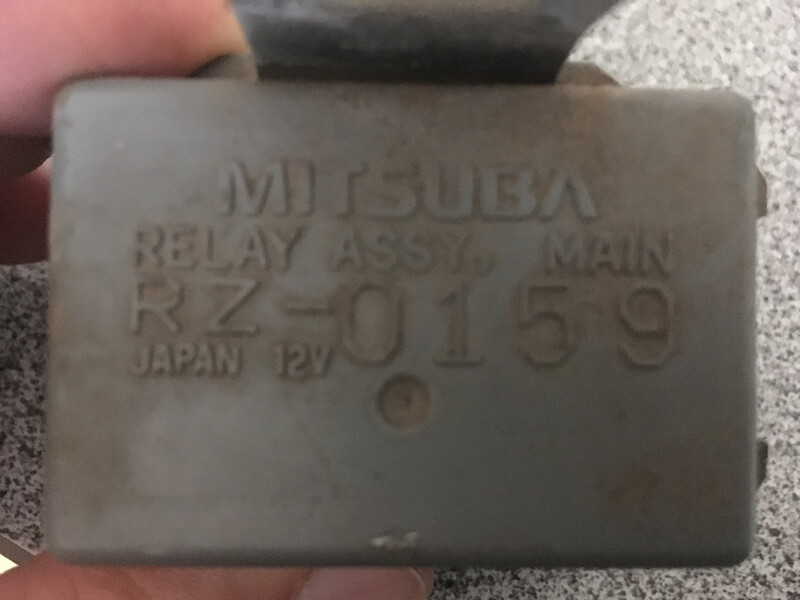 MITSUBA
RELAY ASSY, MAIN
RZ-0159
JAPAN 12V